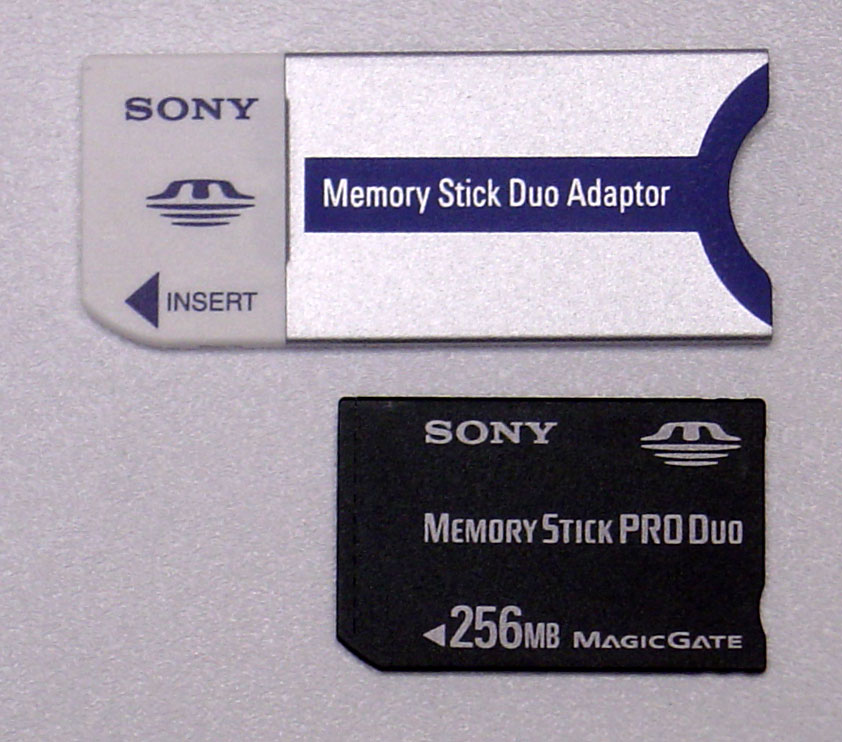 SONY
Memory Stick Duo Adaptor
INSERT
SONY
MEMORY STICK PRO DUO
256MB MAGICGATE